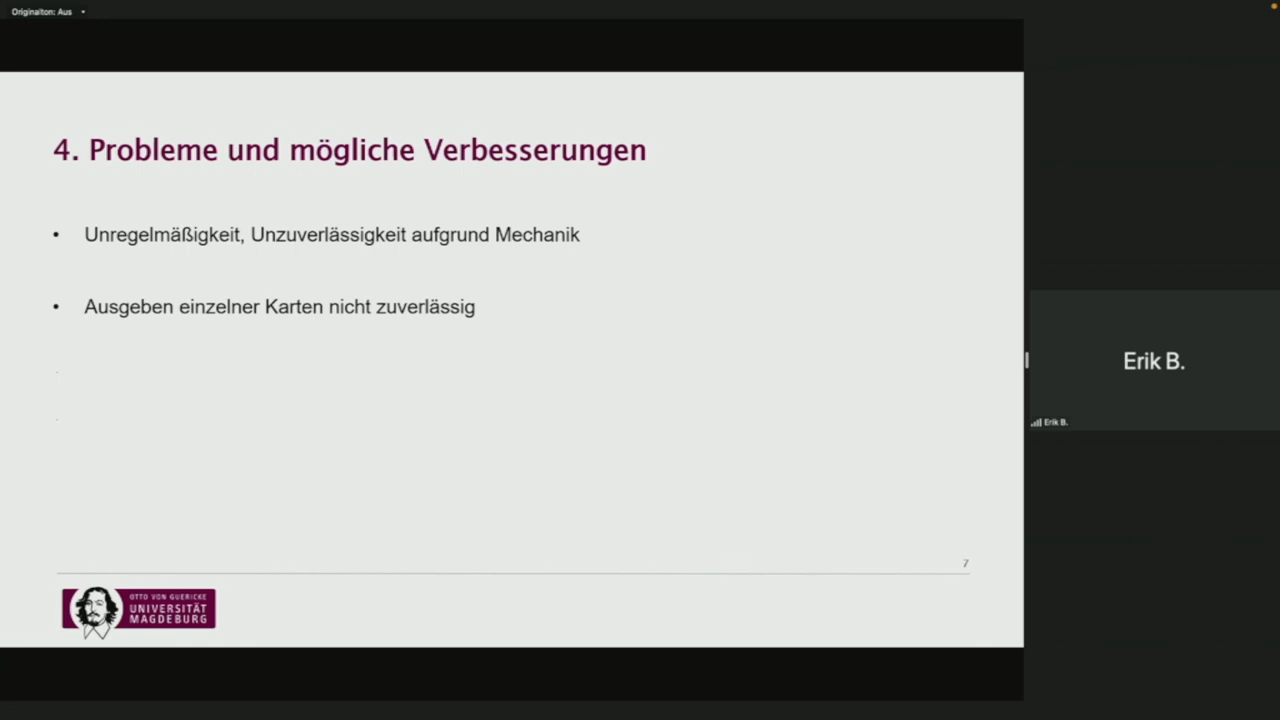 Originalton: Aus
4. Probleme und mögliche Verbesserungen
• Unregelmäßigkeit, Unzuverlässigkeit aufgrund Mechanik
• Ausgeben einzelner Karten nicht zuverlässig
Erik B.
Erik B.
7
OTTO VON GUERICKE
UNIVERSITÄT
MAGDEBURG